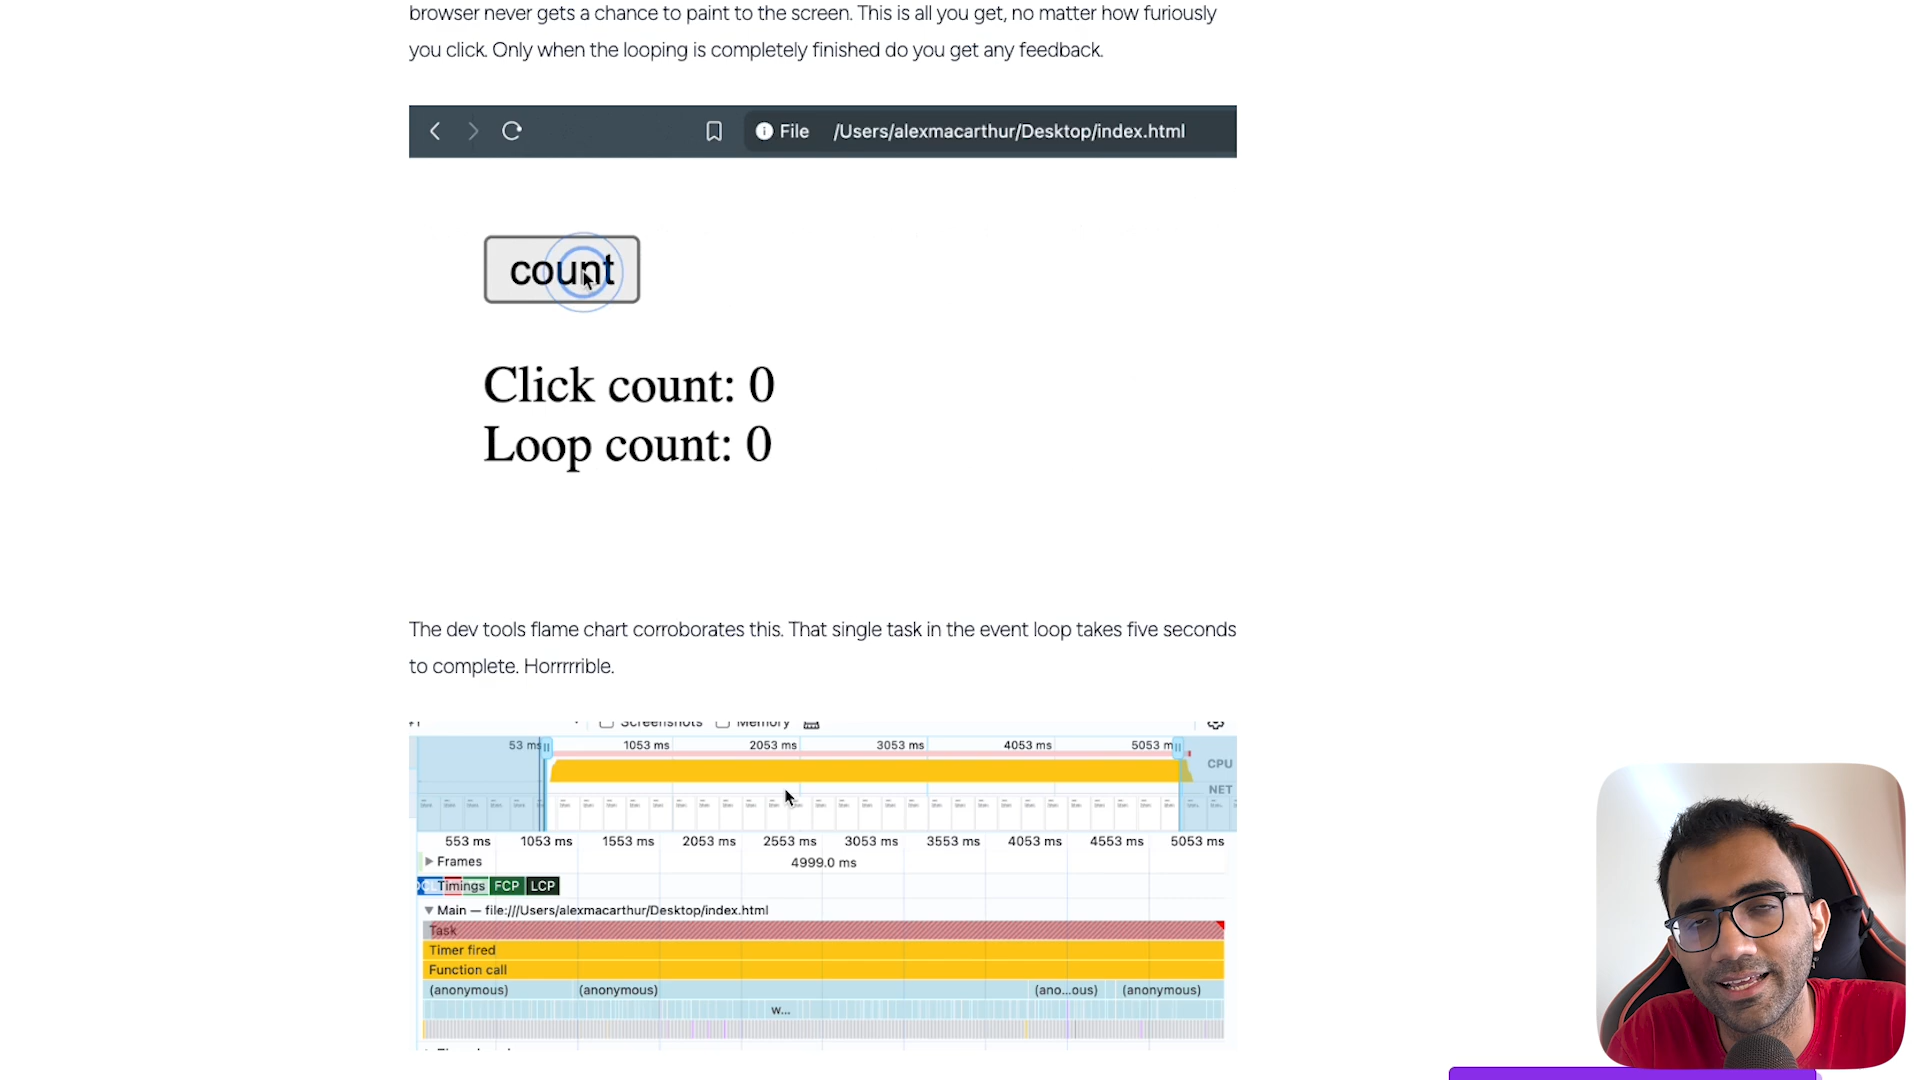 browser never gets a chance to paint to the screen. This is all you get, no matter how furiously
you click. Only when the looping is completely finished do you get any feedback.
File /Users/alexmacarthur/Desktop/index.html
count
Click count: 0
Loop count: 0
The dev tools flame chart corroborates this. That single task in the event loop takes five seconds
to complete. Horrrrrible.
Screenshots Memory
53 ms 1053 ms 2053 ms 3053 ms 4053 ms 5053 m
CPU
NET
553 ms 1053 ms 1553 ms 2053 ms 2553 ms 3053 ms 3553 ms 4053 ms 4553 ms 5053 ms
Frames 4999.0 ms
Timings FCP LCP
Main — file:///Users/alexmacarthur/Desktop/index.html
Task
Timer fired
Function call
(anonymous) (anonymous) (ano...ous) (anonymous)
w...